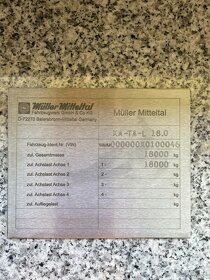 Müller Mitteltal
Müller Mitteltal
Fahrzeugwerk GmbH & Co KG
D-72270 Baiersbronn-Mitteltal Germany
KA-TA-L 18.0
Fahrzeug-Ident.Nr. (VIN)
zul. Gesamtmasse 18000 kg
zul. Achslast Achse 1 1 - 18000 kg
zul. Achslast Achse 2 2 - kg
zul. Achslast Achse 3 3 - kg
zul. Achslast Achse 4 4 - kg
zul. Aufliegelast kg